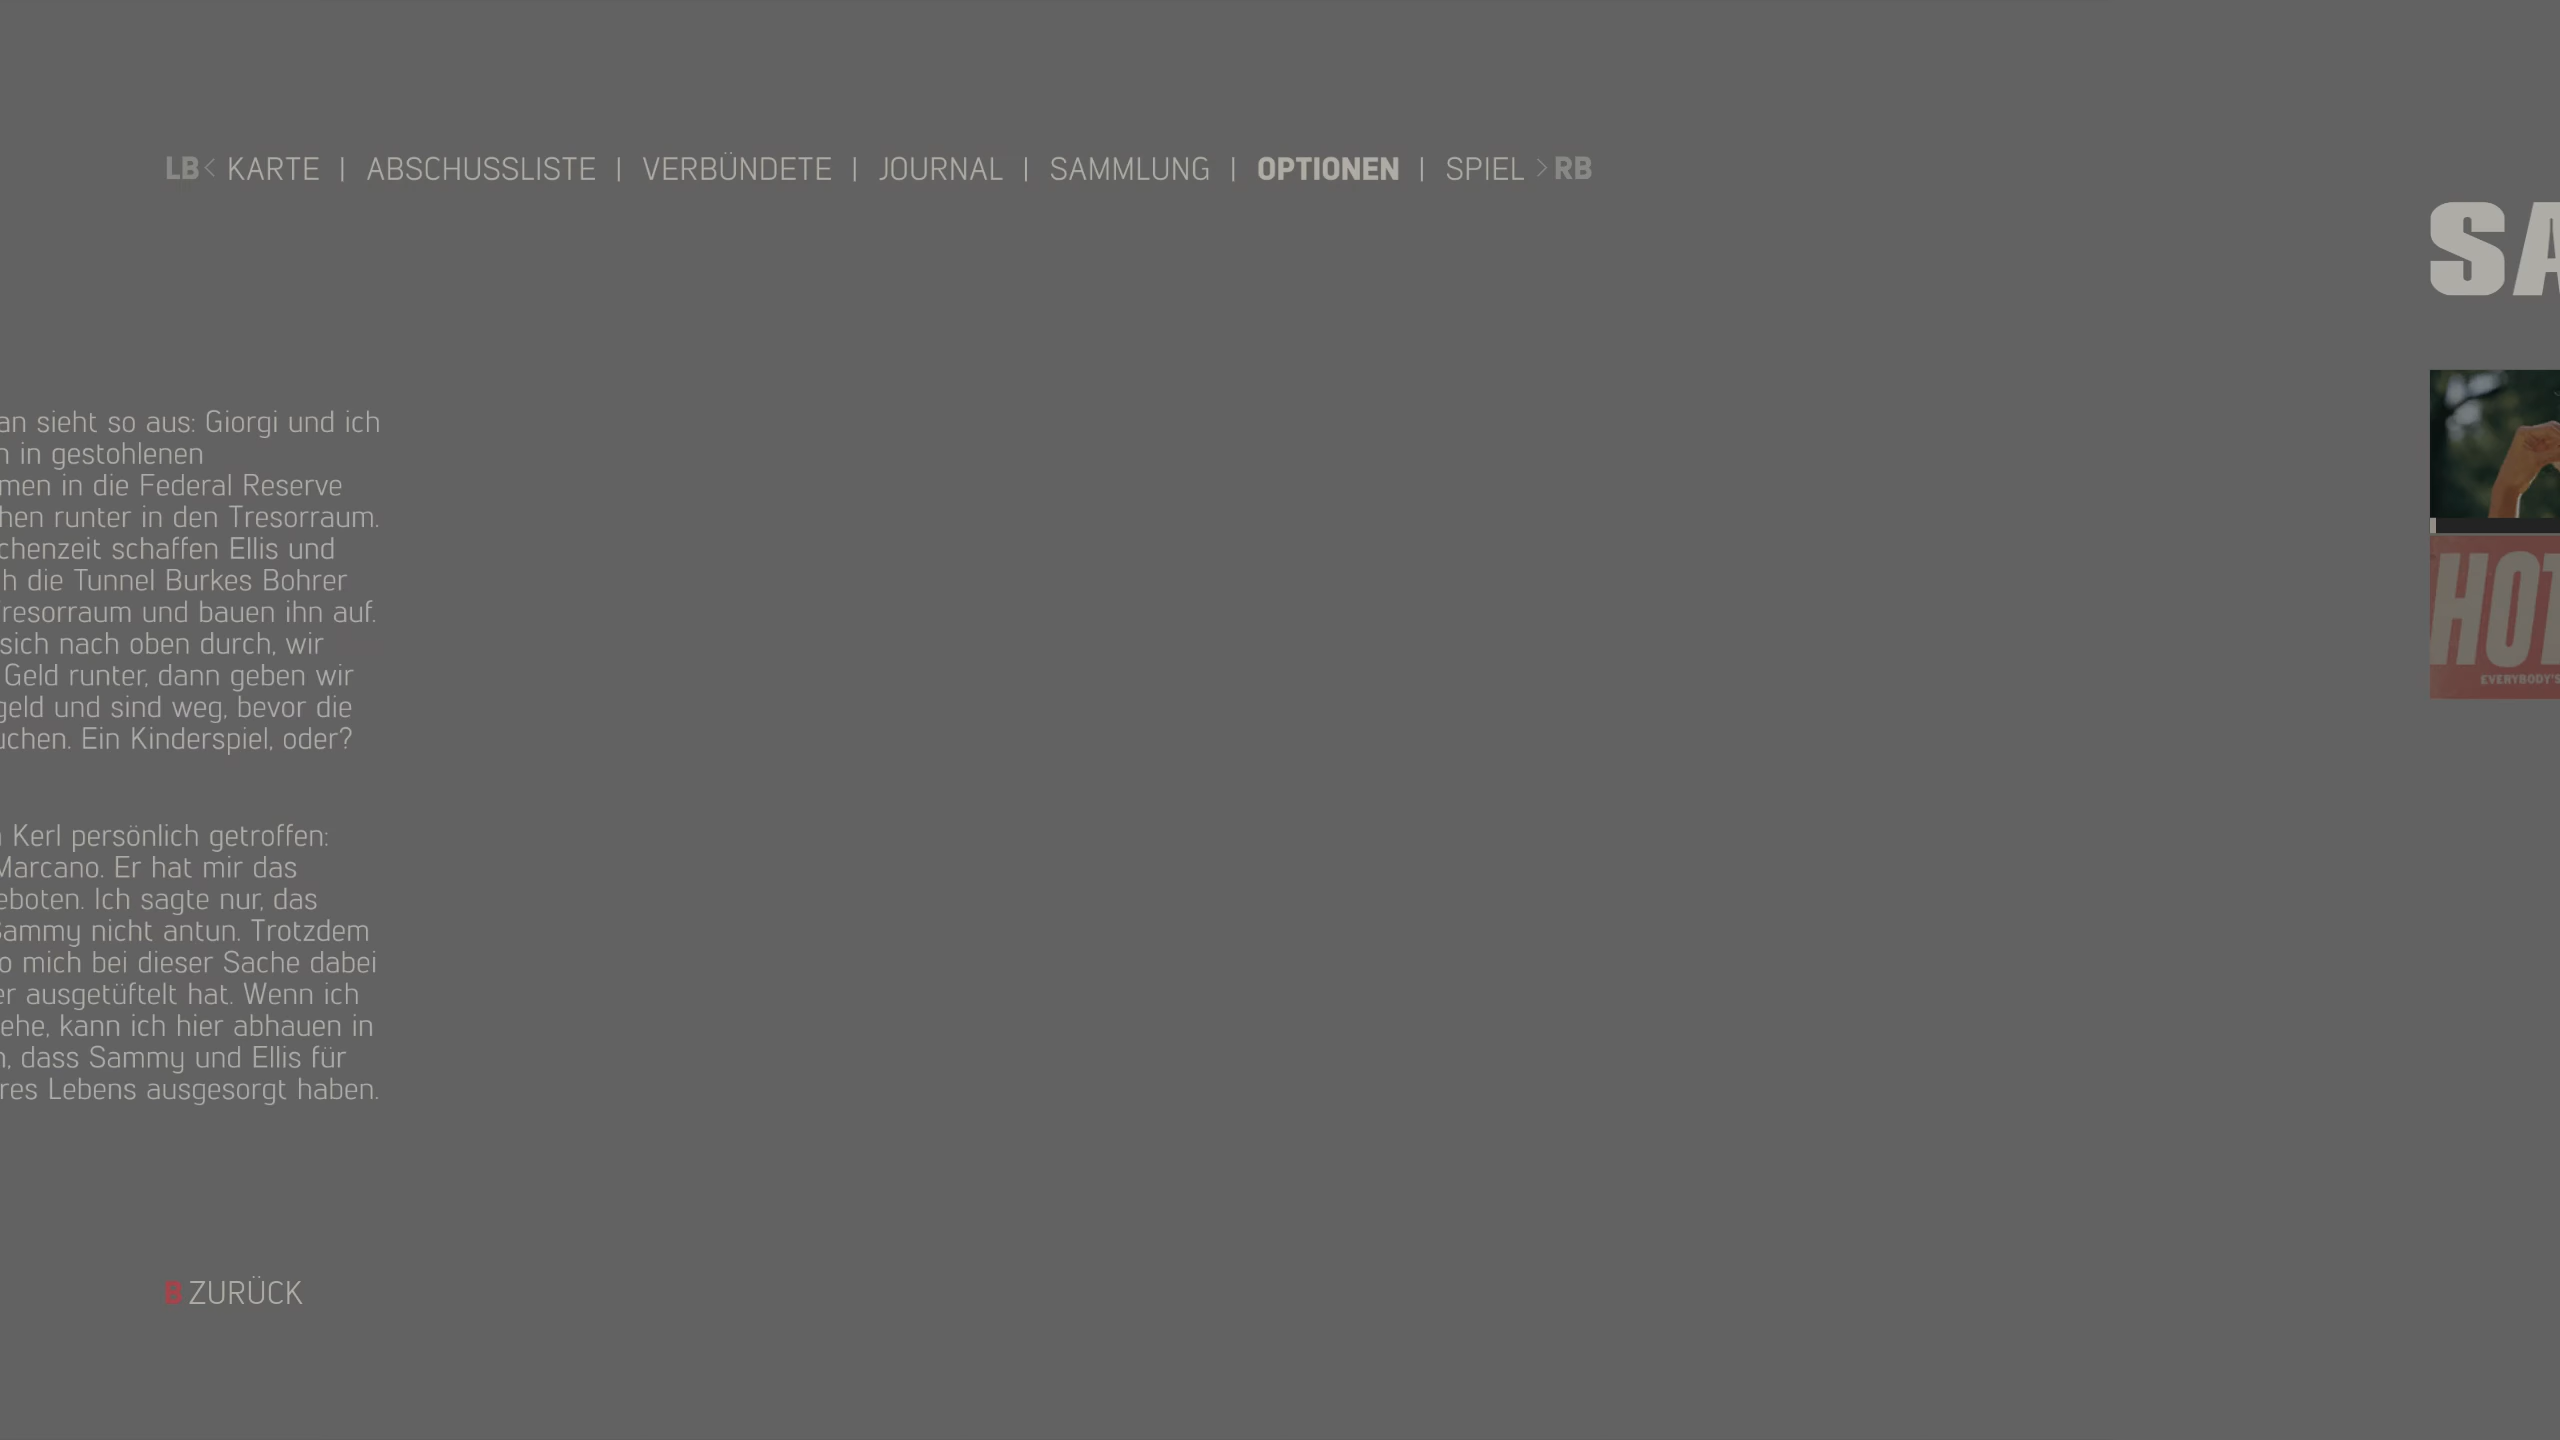 LB < KARTE | ABSCHUSSLISTE | VERBÜNDETE | JOURNAL | SAMMLUNG | OPTIONEN | SPIEL > RB
SA
an sieht so aus: Giorgi und ich
n in gestohlenen
men in die Federal Reserve
hen runter in den Tresorraum.
chenzeit schaffen Ellis und
h die Tunnel Burkes Bohrer
resorraum und bauen ihn auf.
sich nach oben durch, wir
Geld runter, dann geben wir
geld und sind weg, bevor die
uchen. Ein Kinderspiel, oder?
HOT
EVERYBODY'S
Kerl persönlich getroffen:
Marcano. Er hat mir das
eboten. Ich sagte nur, das
Sammy nicht antun. Trotzdem
o mich bei dieser Sache dabei
er ausgetüftelt hat. Wenn ich
ehe, kann ich hier abhauen in
n, dass Sammy und Ellis für
res Lebens ausgesorgt haben.
B ZURÜCK